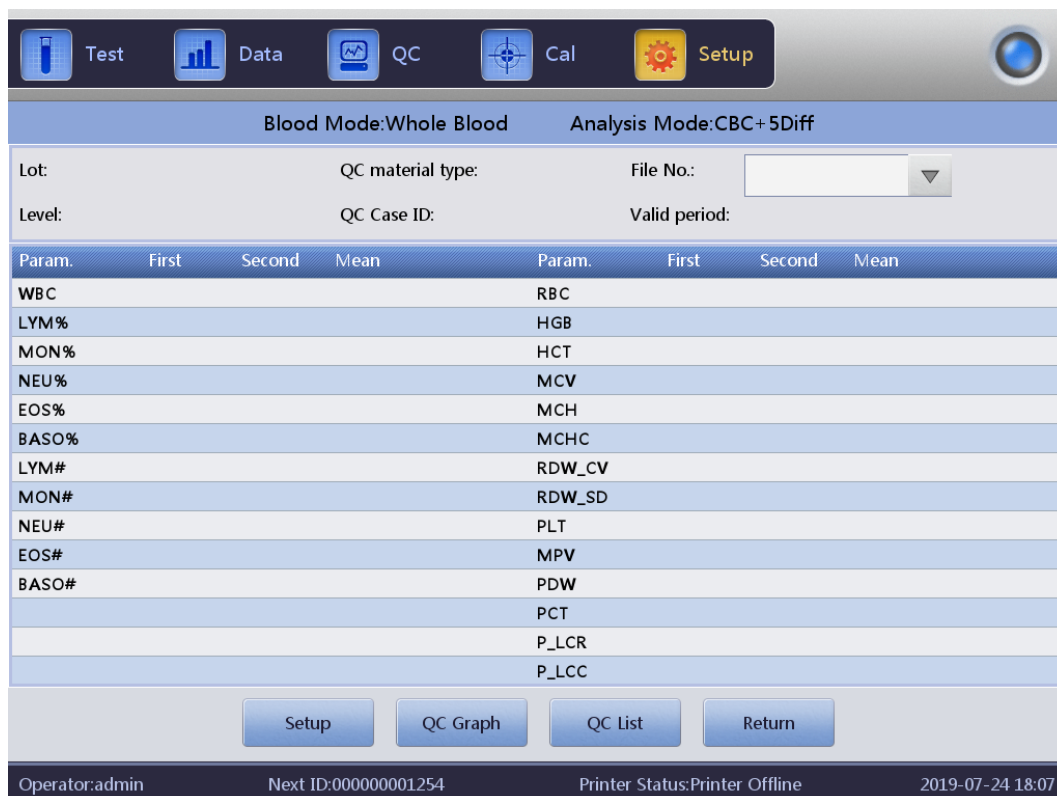 Test Data QC Cal Setup
Blood Mode:Whole Blood Analysis Mode:CBC+5Diff
Lot: QC material type: File No.:
Level: QC Case ID: Valid period:
Param. First Second Mean Param. First Second Mean
WBC RBC
LYM% HGB
MON% HCT
NEU% MCV
EOS% MCH
BASO% MCHC
LYM# RDW_CV
MON# RDW_SD
NEU# PLT
EOS# MPV
BASO# PDW
PCT
P_LCR
P_LCC
Setup QC Graph QC List Return
Operator:admin Next ID:000000001254 Printer Status:Printer Offline 2019-07-24 18:07